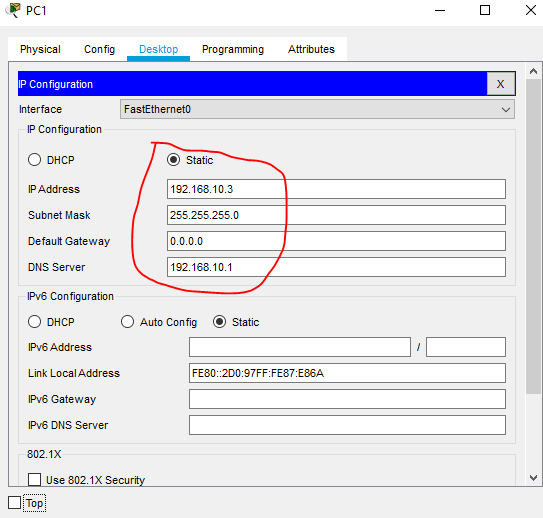 PC1
Physical Config Desktop Programming Attributes
IP Configuration X
Interface FastEthernet0
IP Configuration
DHCP Static
IP Address 192.168.10.3
Subnet Mask 255.255.255.0
Default Gateway 0.0.0.0
DNS Server 192.168.10.1
IPv6 Configuration
DHCP Auto Config Static
IPv6 Address /
Link Local Address FE80::2D0:97FF:FE87:E86A
IPv6 Gateway
IPv6 DNS Server
802.1X
Use 802.1X Security
Top